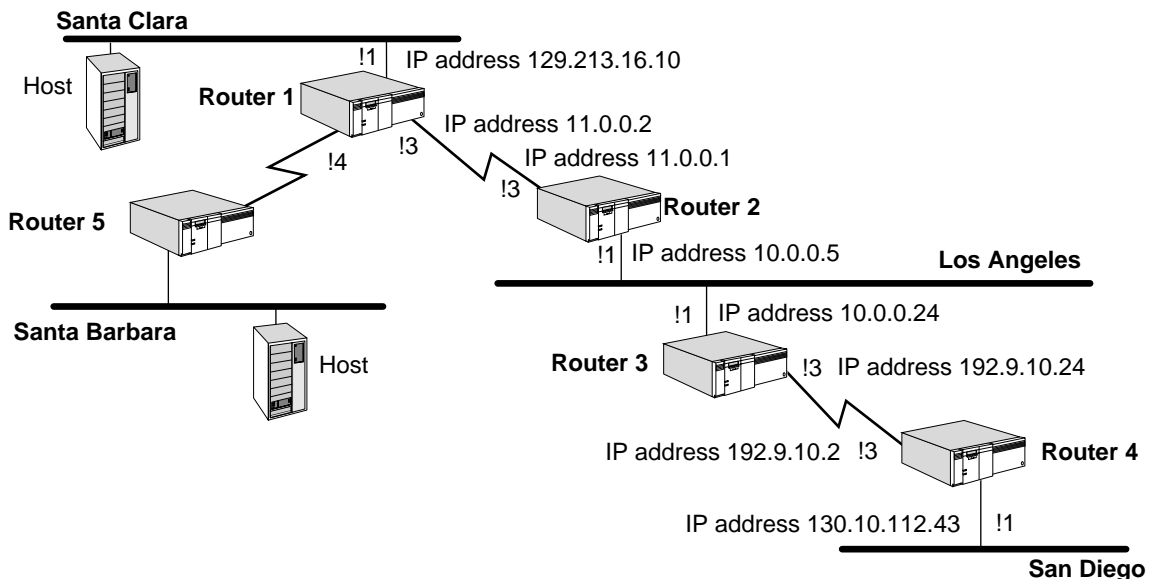 Santa Clara
!1 IP address 129.213.16.10
Host
Router 1
IP address 11.0.0.2
!4 !3
IP address 11.0.0.1
!3
Router 5
Router 2
!1 IP address 10.0.0.5
Los Angeles
Santa Barbara
!1 IP address 10.0.0.24
Host
Router 3
!3 IP address 192.9.10.24
IP address 192.9.10.2 !3
Router 4
IP address 130.10.112.43 !1
San Diego